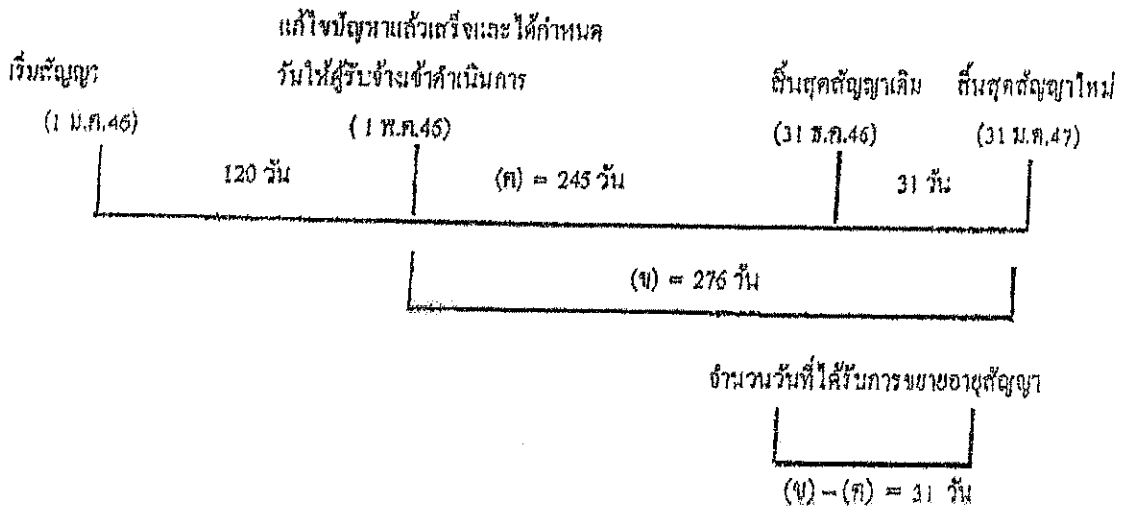 แก้ไขปัญหาแล้วเสร็จและได้กำหนด
วันให้ผู้รับจ้างเข้าดำเนินการ
(1 พ.ค.46)
เริ่มสัญญา
(1 ม.ค.46)
สิ้นสุดสัญญาเดิม
(31 ธ.ค.46)
สิ้นสุดสัญญาใหม่
(31 ม.ค.47)
120 วัน
(ค) = 245 วัน
31 วัน
(ข) = 276 วัน
จำนวนวันที่ได้รับการขยายอายุสัญญา
(ข) – (ค) = 31 วัน